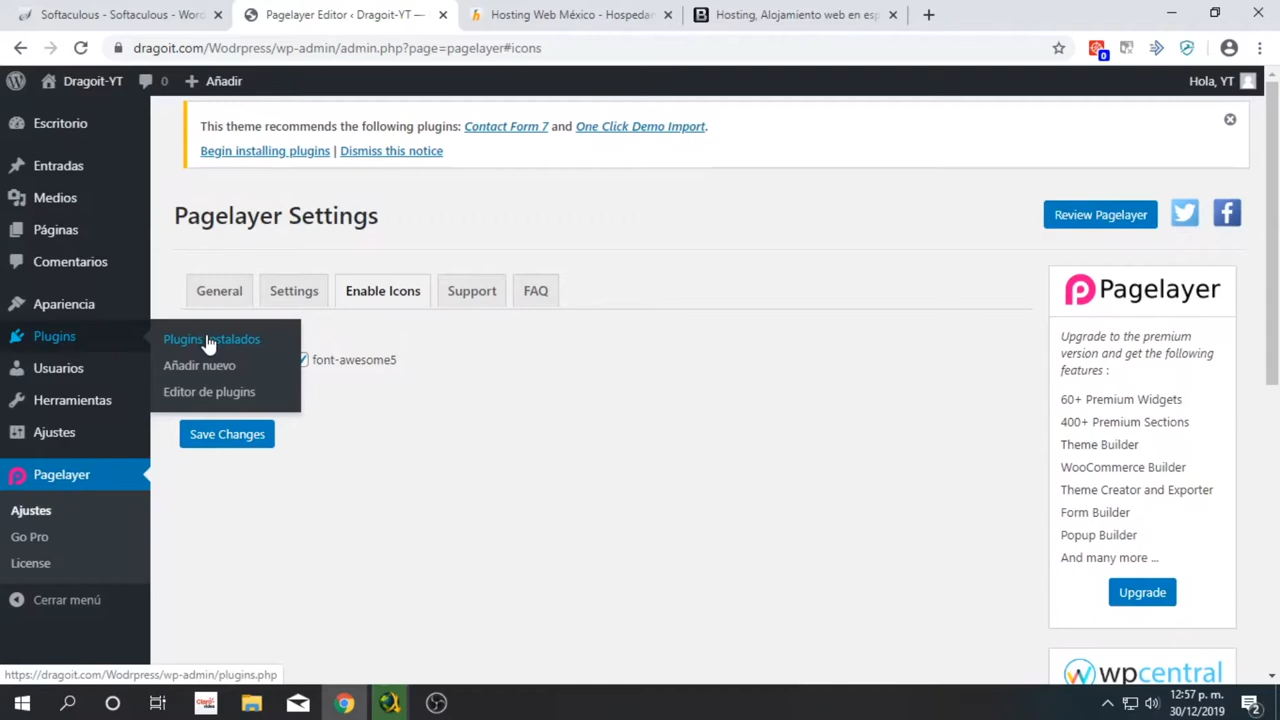 Softaculous - Softaculous - Word
Pagelayer Editor ‹ Dragoit-YT —
Hosting Web México - Hospedar
Hosting, Alojamiento web en esp
dragoit.com/Wodrpress/wp-admin/admin.php?page=pagelayer#icons
0
Dragoit-YT
0
Añadir
Hola, YT
Escritorio
Entradas
Medios
Páginas
Comentarios
Apariencia
Plugins
Usuarios
Herramientas
Ajustes
Pagelayer
Ajustes
Go Pro
License
Cerrar menú
Plugins instalados
Añadir nuevo
Editor de plugins
This theme recommends the following plugins: Contact Form 7 and One Click Demo Import.
Begin installing plugins | Dismiss this notice
Pagelayer Settings
Review Pagelayer
General
Settings
Enable Icons
Support
FAQ
font-awesome5
Save Changes
Pagelayer
Upgrade to the premium
version and get the following
features :
60+ Premium Widgets
400+ Premium Sections
Theme Builder
WooCommerce Builder
Theme Creator and Exporter
Form Builder
Popup Builder
And many more ...
Upgrade
wpcentral
https://dragoit.com/Wodrpress/wp-admin/plugins.php
Claro
video
12:57 p. m.
30/12/2019
2